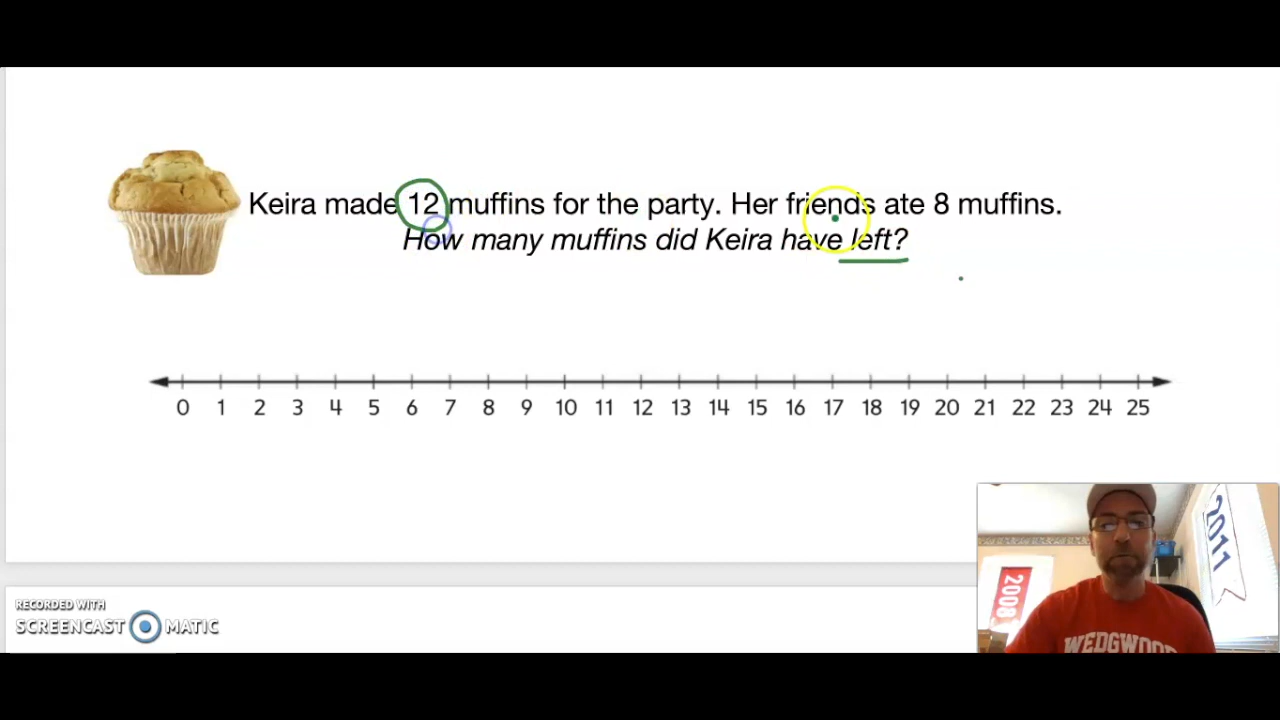 Keira made 12 muffins for the party. Her friends ate 8 muffins.
How many muffins did Keira have left?
0 1 2 3 4 5 6 7 8 9 10 11 12 13 14 15 16 17 18 19 20 21 22 23 24 25
2011
2008
WEDGWOOD
RECORDED WITH
SCREENCAST MATIC